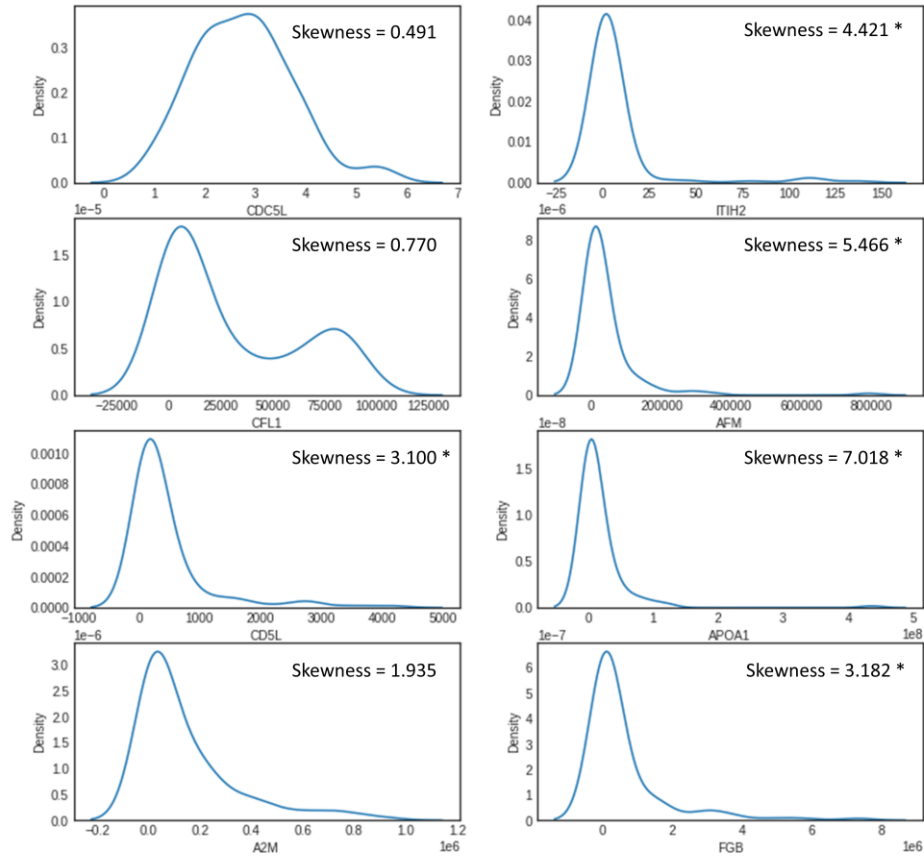 Skewness = 0.491
Density
0.3
0.2
0.1
0.0
0 1 2 3 4 5 6 7
CDC5L
Skewness = 4.421 *
Density
0.04
0.03
0.02
0.01
0.00
−25 0 25 50 75 100 125 150
ITIH2
1e−5
Skewness = 0.770
Density
1.5
1.0
0.5
0.0
−25000 0 25000 50000 75000 100000 125000
CFL1
1e−6
Skewness = 5.466 *
Density
8
6
4
2
0
0 200000 400000 600000 800000
AFM
Skewness = 3.100 *
Density
0.0010
0.0008
0.0006
0.0004
0.0002
0.0000
−1000 0 1000 2000 3000 4000 5000
CD5L
1e−8
Skewness = 7.018 *
Density
1.5
1.0
0.5
0.0
0 1 2 3 4 5
APOA1
1e8
1e−6
Skewness = 1.935
Density
3.0
2.5
2.0
1.5
1.0
0.5
0.0
−0.2 0.0 0.2 0.4 0.6 0.8 1.0 1.2
A2M
1e6
1e−7
Skewness = 3.182 *
Density
6
5
4
3
2
1
0
0 2 4 6 8
FGB
1e6